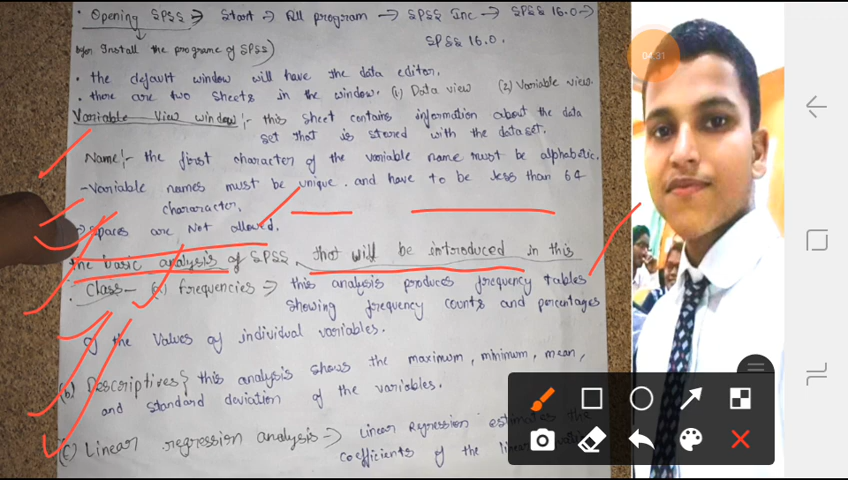 • Opening SPSS → Start → All program → SPSS Inc → SPSS 16.0 →
SPSS 16.0.
Install the programe of SPSS)
• the default window will have the data editor.
• there are two sheets in the window. (1) Data view (2) Variable view.
Variable View window :- this sheet contains information about the data
set that is stored with the dataset.
Name :- the first character of the variable name must be alphabetic.
- Variable names must be unique. and have to be less than 64
chararacter.
→ spaces are Not allowed.
the basic analysis of SPSS, that will be introduced in this
• Class - (a) frequencies → this analysis produces frequency tables
showing frequency counts and percentages
of the values of individual variables.
(b) Descriptives} this analysis shows the maximum, minimum, mean,
and standard deviation of the variables.
(c) Linear regression analysis → Linear Regression estimates the
coefficients of the
04:31